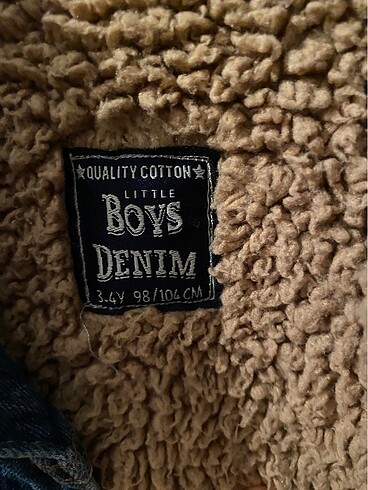 ★QUALITY COTTON★
LITTLE
BOYS
DENIM
3-4Y 98/104 CM